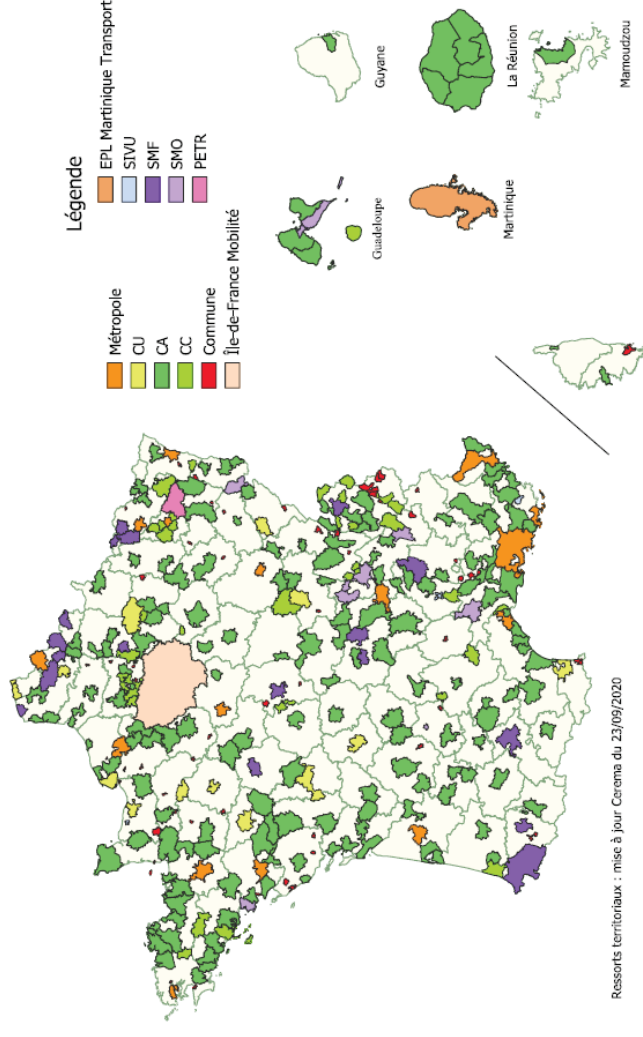 Légende
Métropole
CU
CA
CC
Commune
Île-de-France Mobilité
EPL Martinique Transport
SIVU
SMF
SMO
PETR
Guadeloupe
Martinique
Guyane
La Réunion
Mamoudzou
Ressorts territoriaux : mise à jour Cerema du 23/09/2020